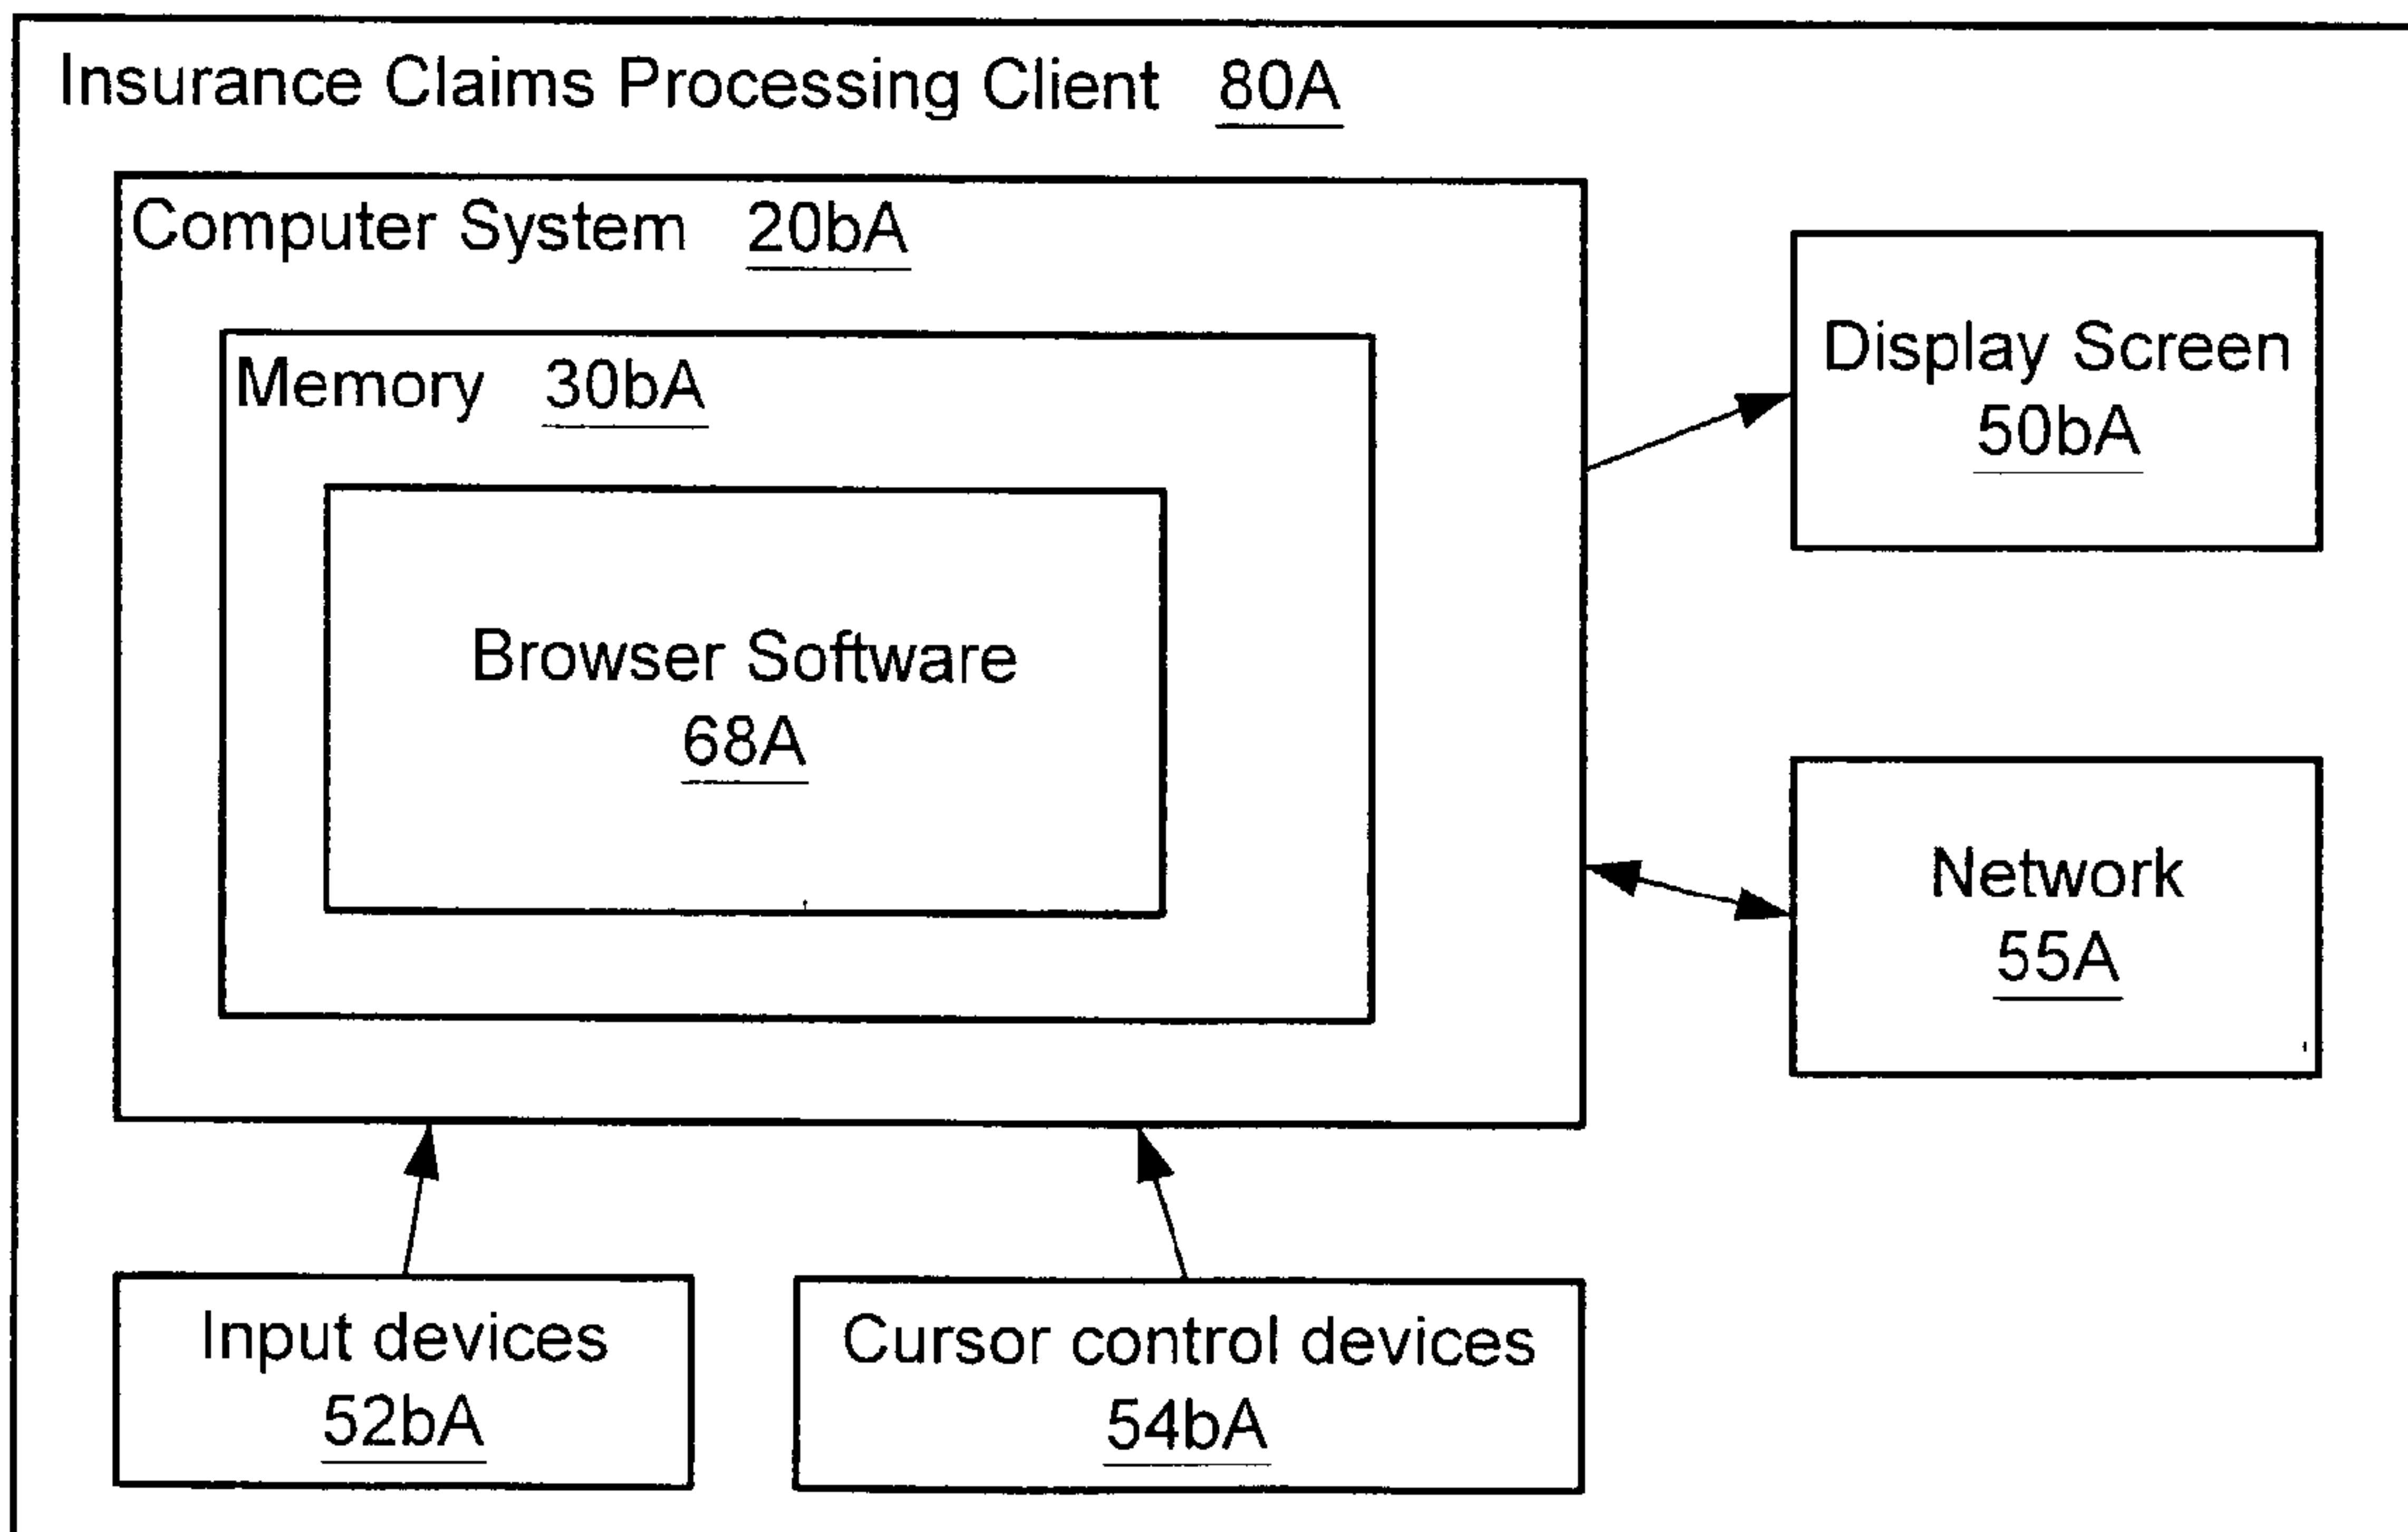 Insurance Claims Processing Client 80A
Computer System 20bA
Memory 30bA
Browser Software
68A
Display Screen
50bA
Network
55A
Input devices
52bA
Cursor control devices
54bA